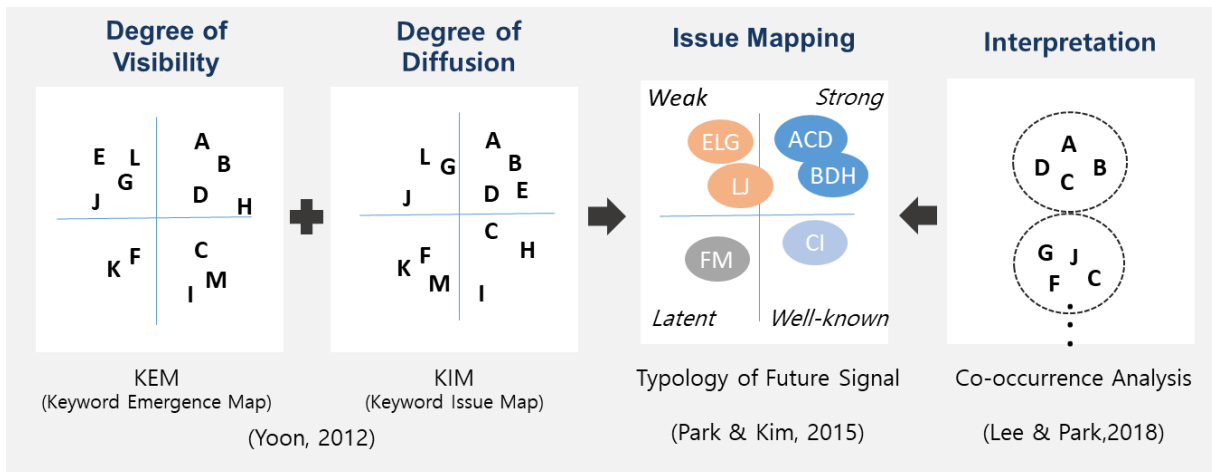 Degree of
Visibility
A
E
L
B
G
D
J
H
C
F
K
M
I
KEM
(Keyword Emergence Map)
Degree of
Diffusion
A
L
G
B
D
E
J
C
H
F
K
M
I
KIM
(Keyword Issue Map)
(Yoon, 2012)
Issue Mapping
Weak
Strong
ELG
ACD
LJ
BDH
FM
CI
Latent
Well-known
Typology of Future Signal
(Park & Kim, 2015)
Interpretation
A
D
B
C
G
J
F
C
Co-occurrence Analysis
(Lee & Park,2018)